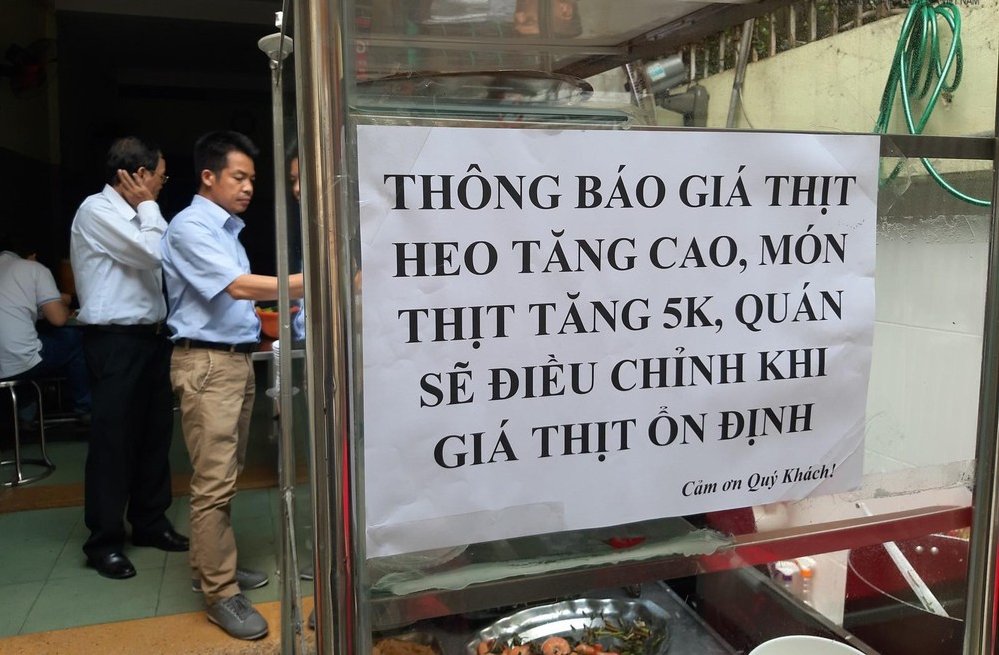 THÔNG BÁO GIÁ THỊT
HEO TĂNG CAO, MÓN
THỊT TĂNG 5K, QUÁN
SẼ ĐIỀU CHỈNH KHI
GIÁ THỊT ỔN ĐỊNH
Cảm ơn Quý Khách!